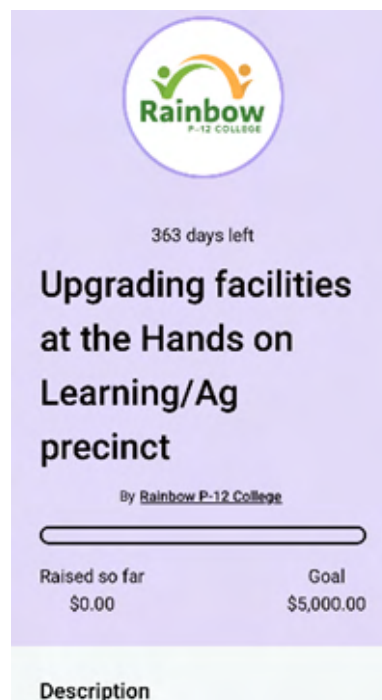 Rainbow
P-12 COLLEGE
363 days left
Upgrading facilities
at the Hands on
Learning/Ag
precinct
By Rainbow P-12 College
Raised so far Goal
$0.00 $5,000.00
Description